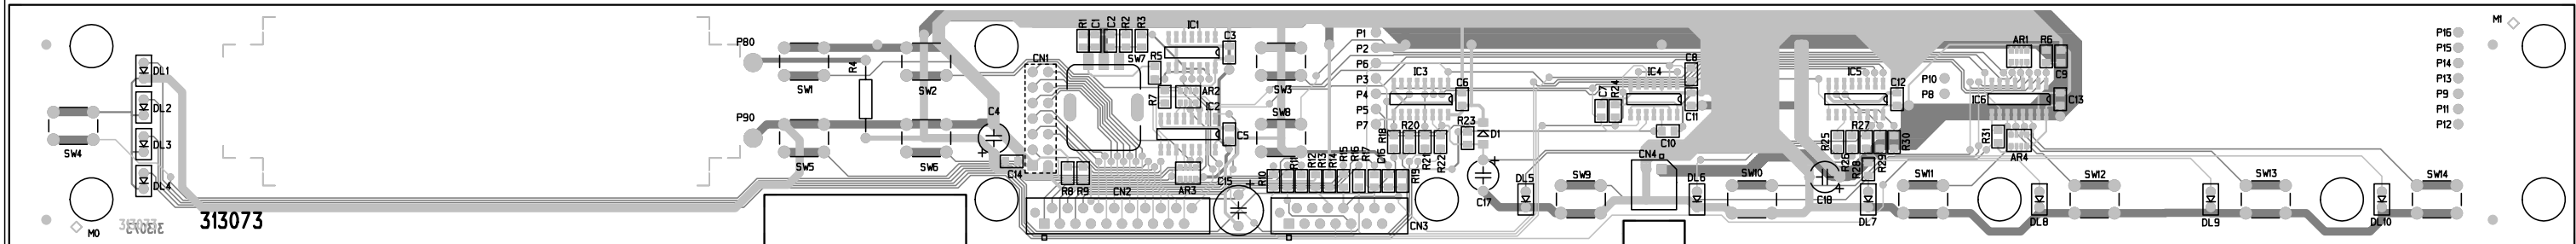 M1
R1 C1 C2 R2 R3
IC1
C3
P1
P16
P80
P2
AR1
R6
P15
R4
CN1
SW7
R5
P6
C8
P14
DL1
IC3
IC4
IC5
P10
C9
P13
P3
SW1
SW2
AR2
SW3
C6
C7
R24
C12
P8
IC6
C13
P9
R7
IC2
P4
DL2
C4
SW8
P5
C11
P11
P90
C5
P7
R18
R20
R23
D1
R25
R27
R30
R31
P12
DL3
C10
SW4
SW5
SW6
C14
R10
R11
R12
R13
R14
R15
R16
R17
C16
R19
R21
R22
CN4
R26
R28
R29
AR4
DL4
R8 R9
CN2
AR3
C15
DL5
SW9
DL6
SW10
SW11
SW12
SW13
SW14
C17
C18
313073
313073
313073
M0
CN3
DL7
DL8
DL9
DL10